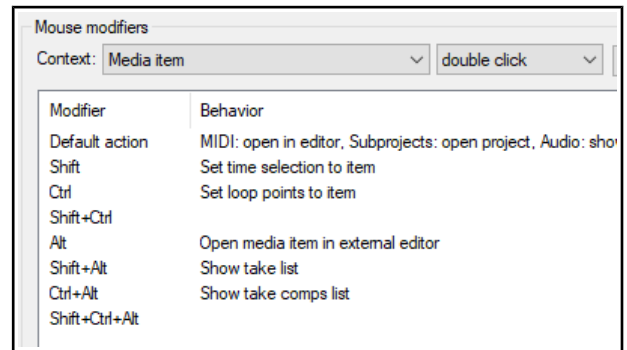 Mouse modifiers
Context: Media item double click
Modifier Behavior
Default action MIDI: open in editor, Subprojects: open project, Audio:
Shift Set time selection to item
Ctrl Set loop points to item
Shift+Ctrl
Alt Open media item in external editor
Shift+Alt Show take list
Ctrl+Alt Show take comps list
Shift+Ctrl+Alt